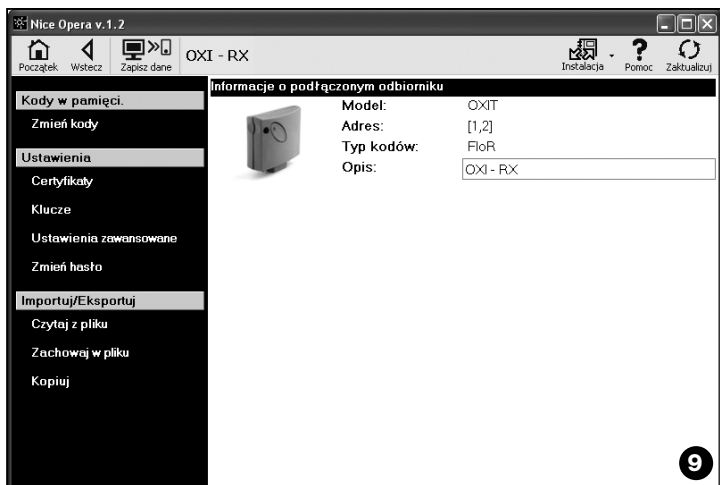 Nice Opera v.1.2
Początek Wstecz Zapisz dane OXI - RX Instalacja Pomoc Zaktualizuj
Kody w pamięci.
Zmień kody
Ustawienia
Certyfikaty
Klucze
Ustawienia zawansowane
Zmień hasło
Importuj/Eksportuj
Czytaj z pliku
Zachowaj w pliku
Kopiuj
Informacje o podłączonym odbiorniku
Model: OXIT
Adres: [1,2]
Typ kodów: FloR
Opis: OXI - RX
9